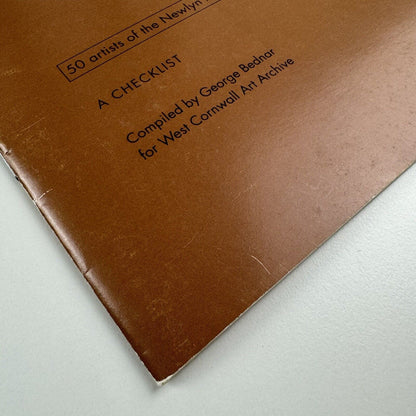 50 artists of the Newlyn
A CHECKLIST
Compiled by George Bednar
for West Cornwall Art Archive